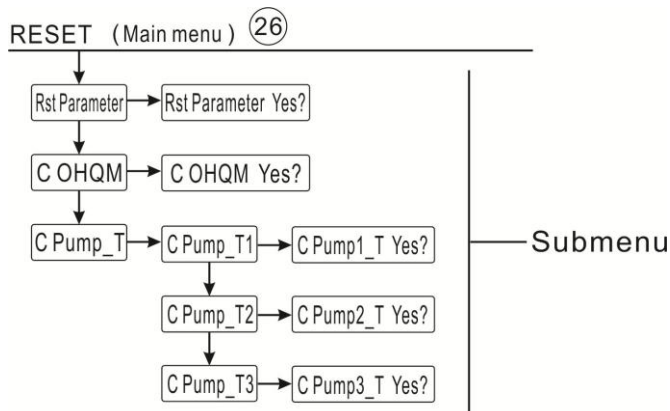 RESET (Main menu) 26
Rst Parameter Rst Parameter Yes?
C OHQM C OHQM Yes?
C Pump_T C Pump_T1 C Pump1_T Yes?
Submenu
C Pump_T2 C Pump2_T Yes?
C Pump_T3 C Pump3_T Yes?